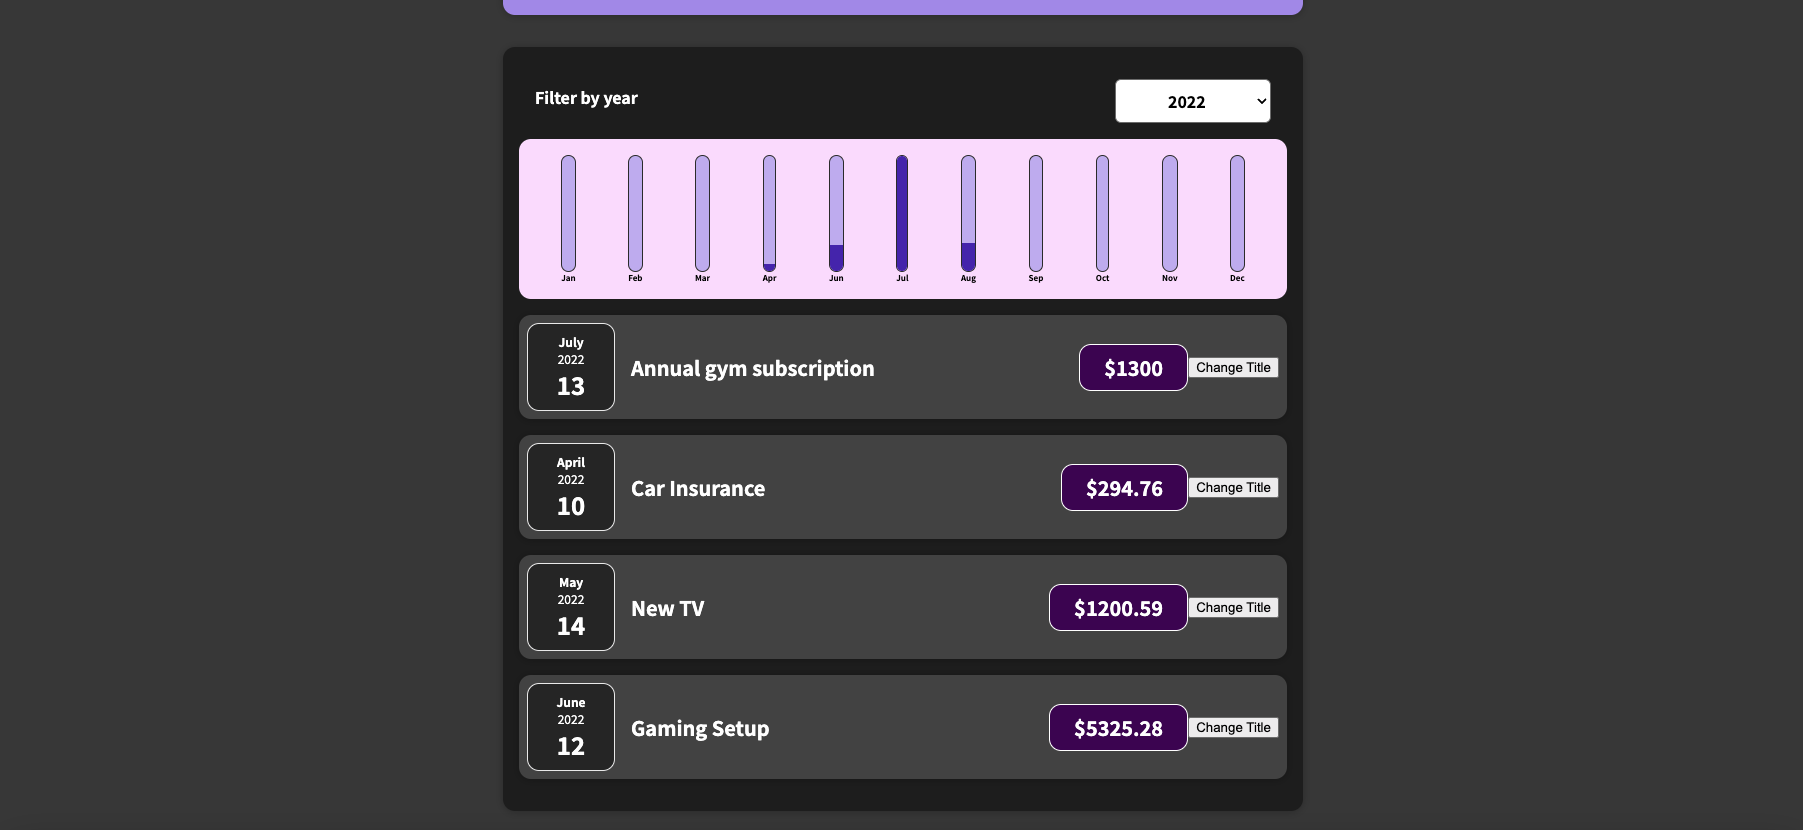 Filter by year
2022
Jan Feb Mar Apr Jun Jul Aug Sep Oct Nov Dec
July
2022
13
Annual gym subscription
$1300
Change Title
April
2022
10
Car Insurance
$294.76
Change Title
May
2022
14
New TV
$1200.59
Change Title
June
2022
12
Gaming Setup
$5325.28
Change Title